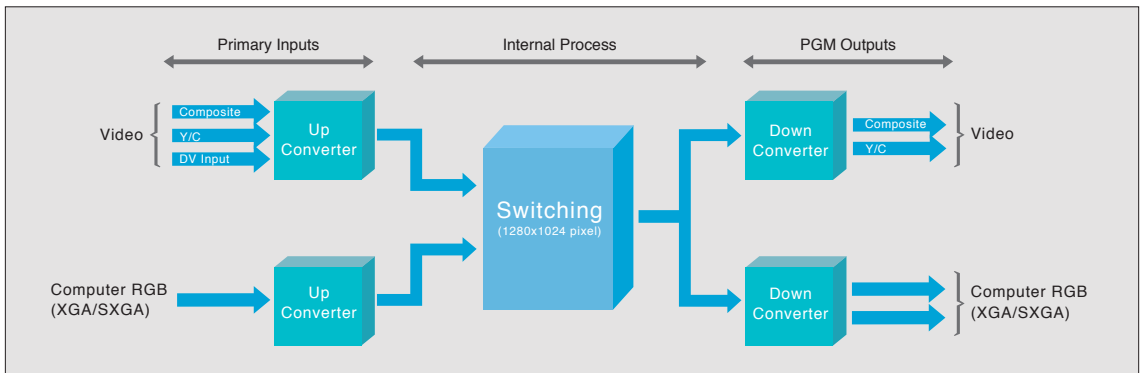 Primary Inputs
Internal Process
PGM Outputs
Video
Composite
Y/C
DV Input
Up
Converter
Switching
(1280x1024 pixel)
Down
Converter
Composite
Y/C
Video
Computer RGB
(XGA/SXGA)
Up
Converter
Down
Converter
Computer RGB
(XGA/SXGA)